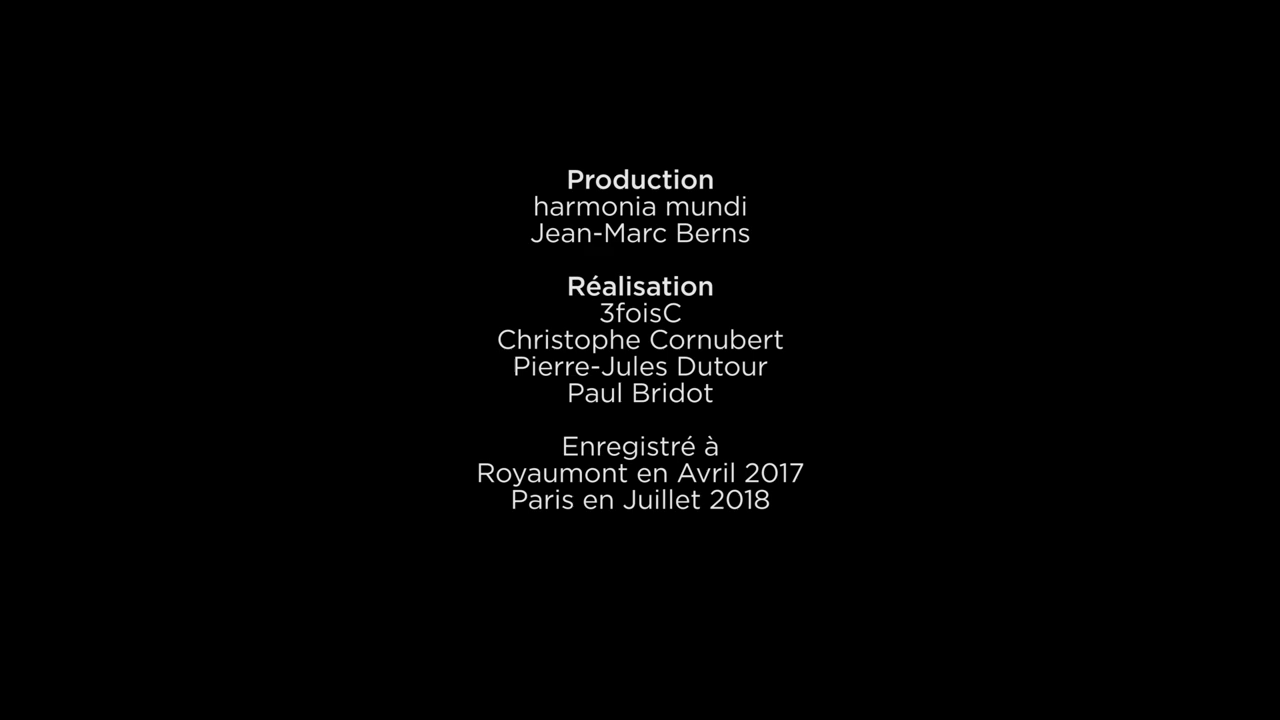 Production
harmonia mundi
Jean-Marc Berns
Réalisation
3foisC
Christophe Cornubert
Pierre-Jules Dutour
Paul Bridot
Enregistré à
Royaumont en Avril 2017
Paris en Juillet 2018